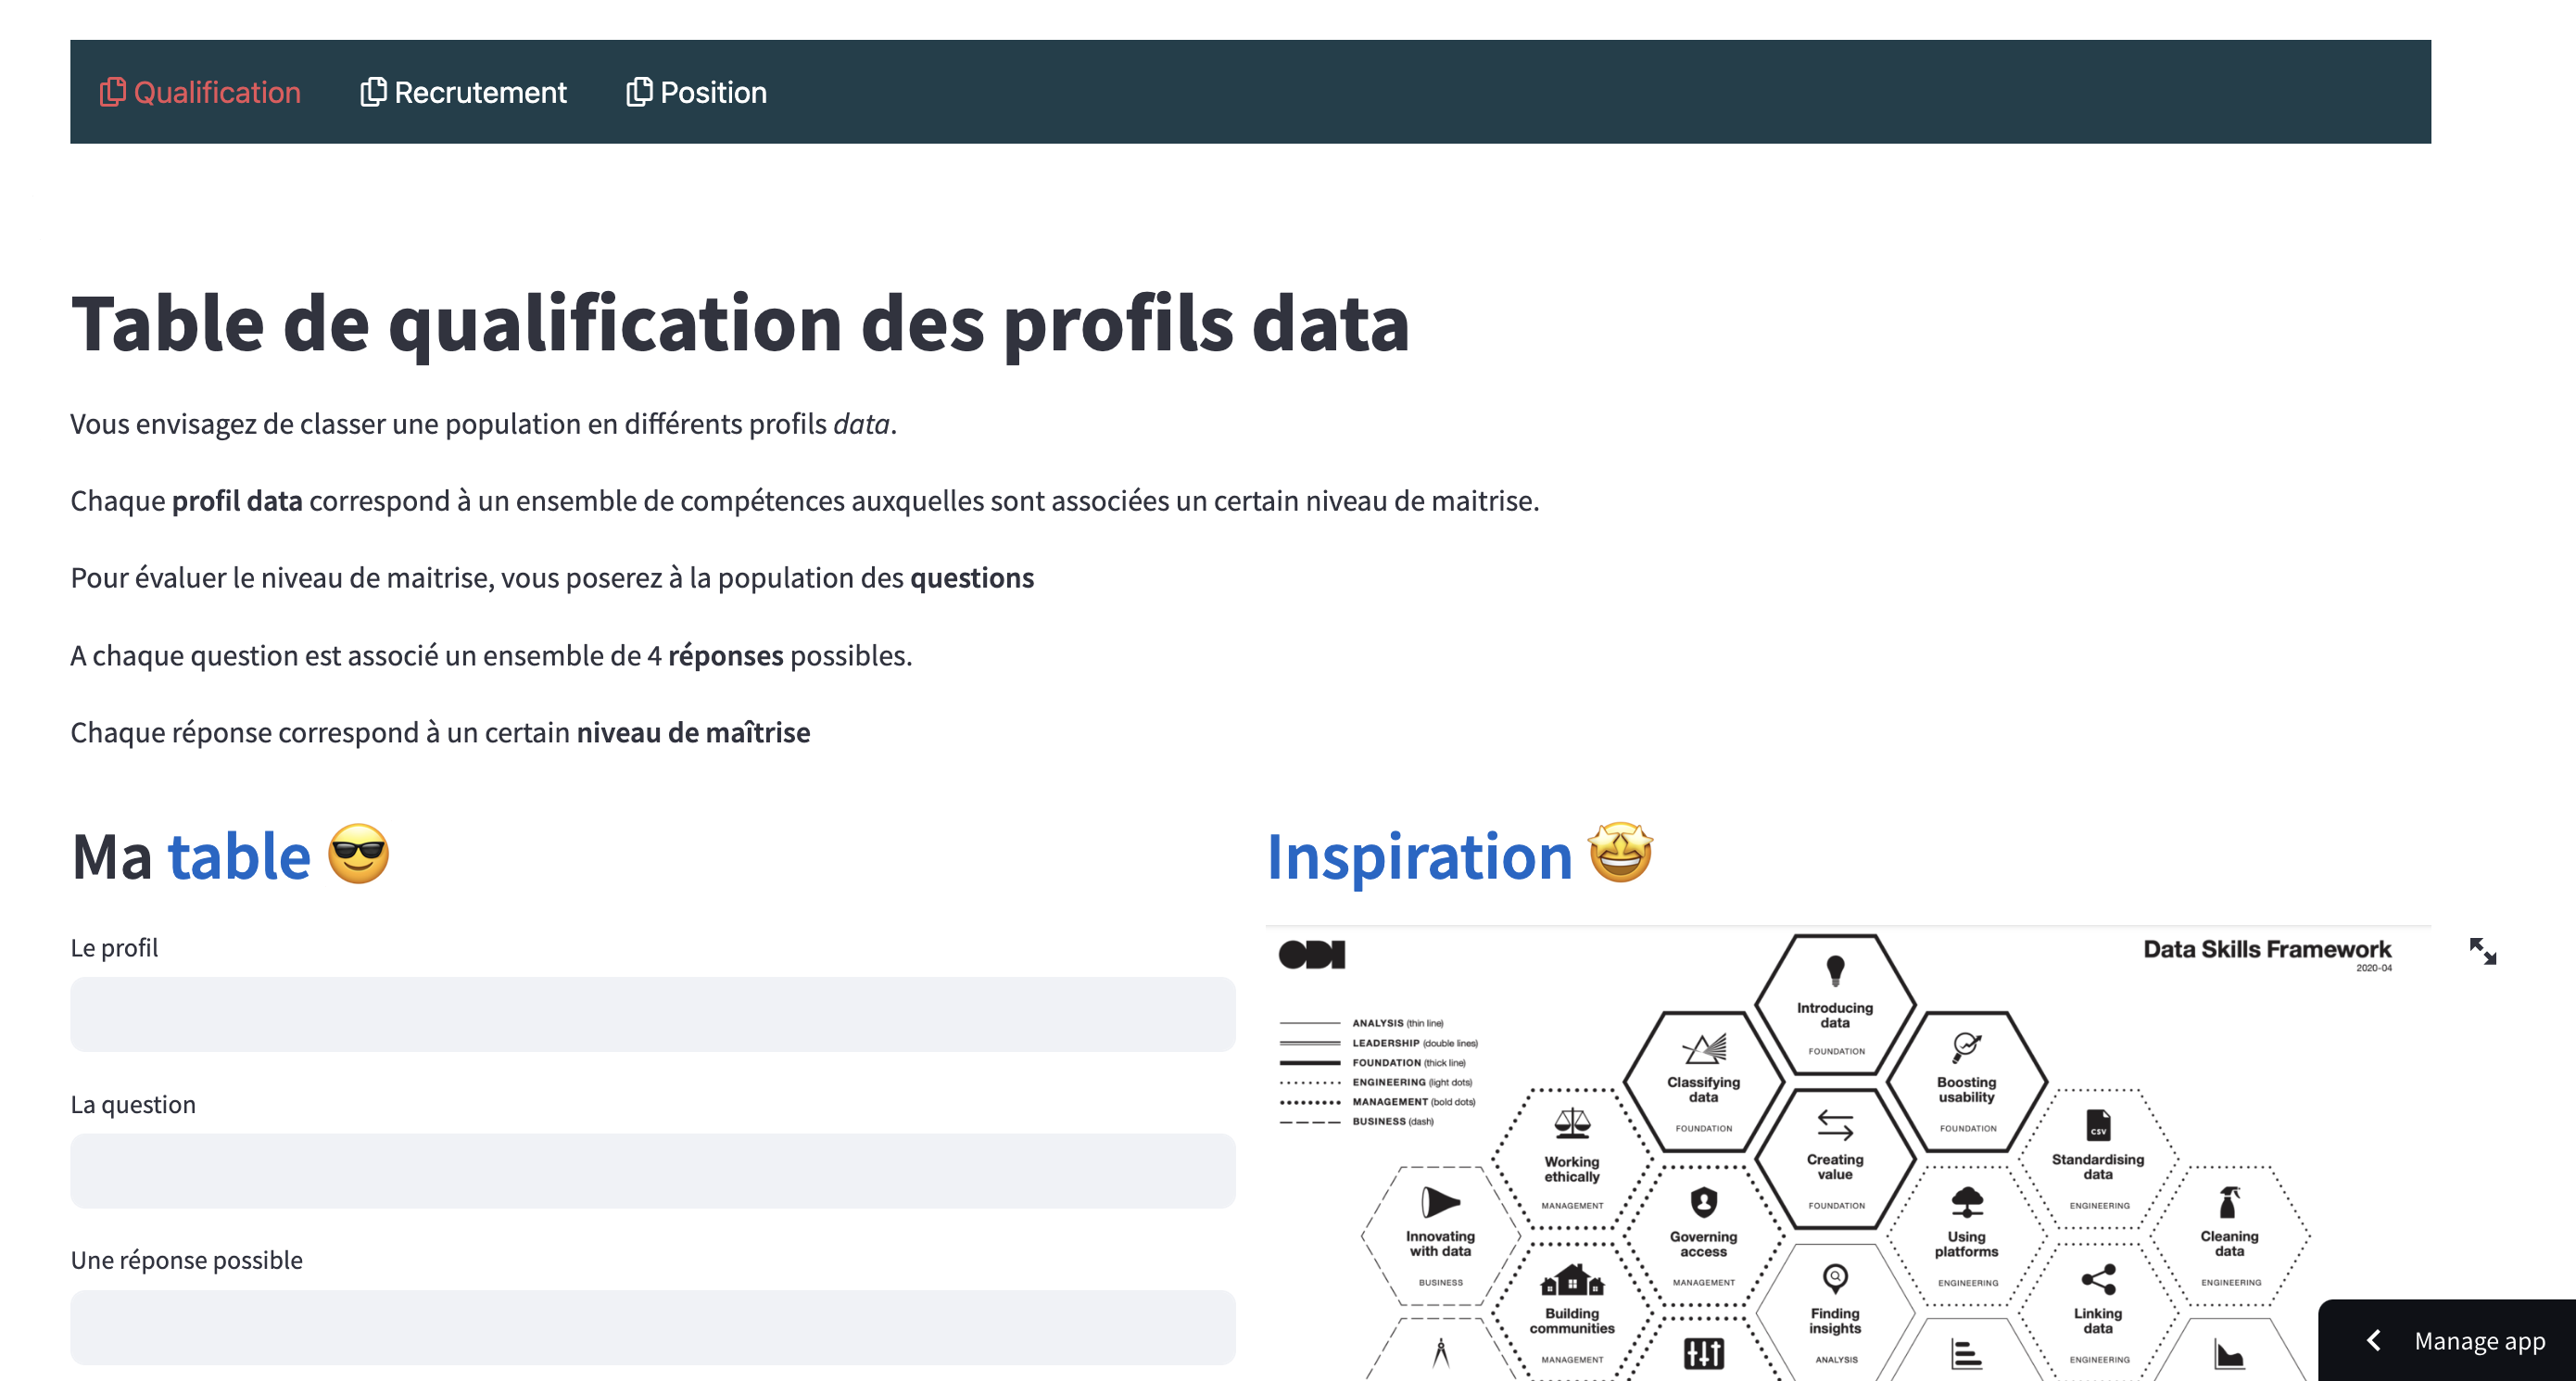 Qualification
Recrutement
Position
Table de qualification des profils data
Vous envisagez de classer une population en différents profils data.
Chaque profil data correspond à un ensemble de compétences auxquelles sont associées un certain niveau de maitrise.
Pour évaluer le niveau de maitrise, vous poserez à la population des questions
A chaque question est associé un ensemble de 4 réponses possibles.
Chaque réponse correspond à un certain niveau de maîtrise
Ma table 😎
Le profil
La question
Une réponse possible
Inspiration 🤩
ODI
Data Skills Framework
2020-04
ANALYSIS (thin line)
LEADERSHIP (double lines)
FOUNDATION (thick line)
ENGINEERING (light dots)
MANAGEMENT (bold dots)
BUSINESS (dash)
Introducing
data
FOUNDATION
Classifying
data
FOUNDATION
Boosting
usability
FOUNDATION
Working
ethically
MANAGEMENT
Creating
value
FOUNDATION
CSV
Standardising
data
ENGINEERING
Innovating
with data
BUSINESS
Governing
access
MANAGEMENT
Using
platforms
ENGINEERING
Cleaning
data
ENGINEERING
Building
communities
MANAGEMENT
Finding
insights
ANALYSIS
Linking
data
ENGINEERING
Manage app